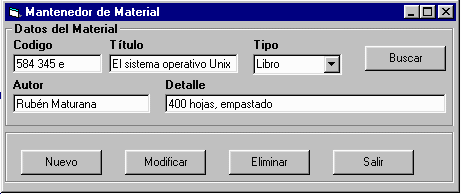 Mantenedor de Material
Datos del Material
Codigo Título Tipo
584 345 e El sistema operativo Unix Libro Buscar
Autor Detalle
Rubén Maturana 400 hojas, empastado
Nuevo Modificar Eliminar Salir